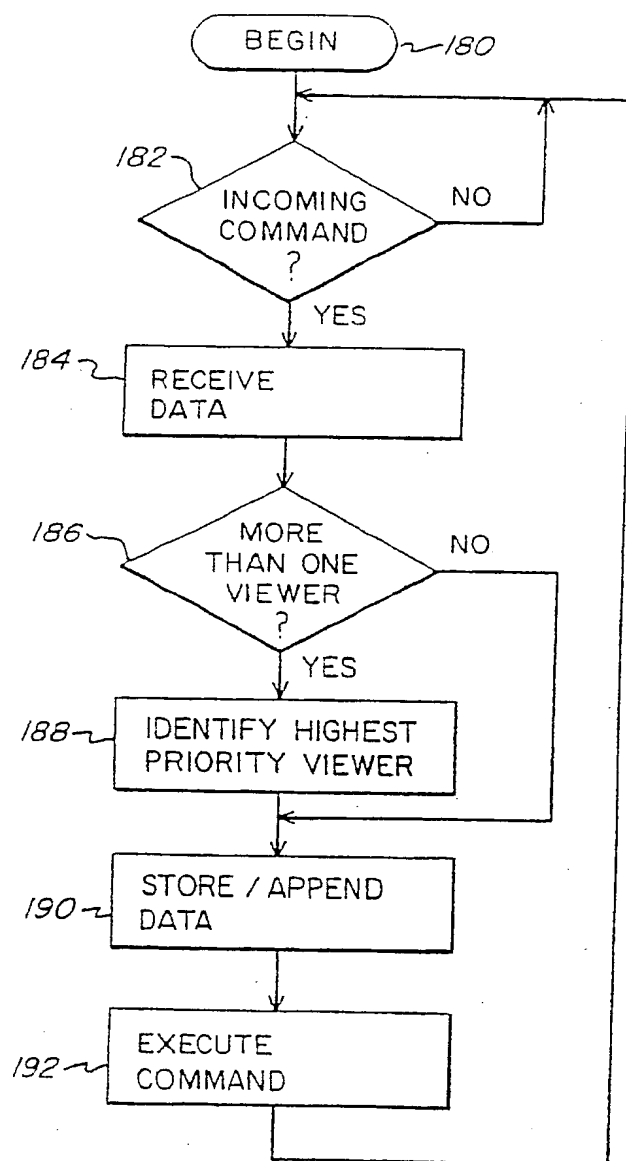 BEGIN
180
182
INCOMING
COMMAND
?
NO
YES
184
RECEIVE
DATA
186
MORE
THAN ONE
VIEWER
?
NO
YES
188
IDENTIFY HIGHEST
PRIORITY VIEWER
190
STORE / APPEND
DATA
192
EXECUTE
COMMAND